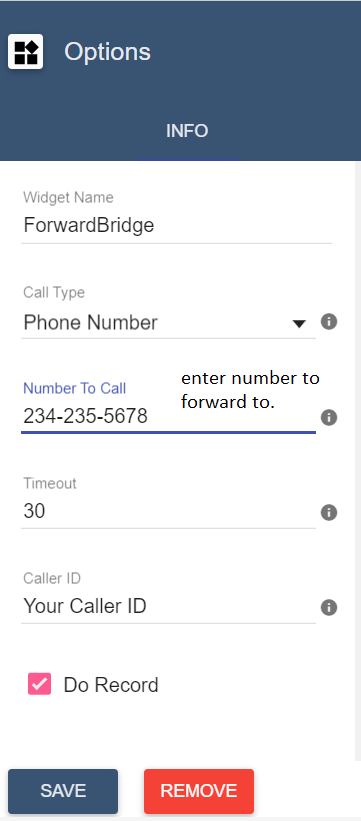 Options
INFO
Widget Name
ForwardBridge
Call Type
Phone Number
Number To Call
234-235-5678
enter number to
forward to.
Timeout
30
Caller ID
Your Caller ID
Do Record
SAVE
REMOVE